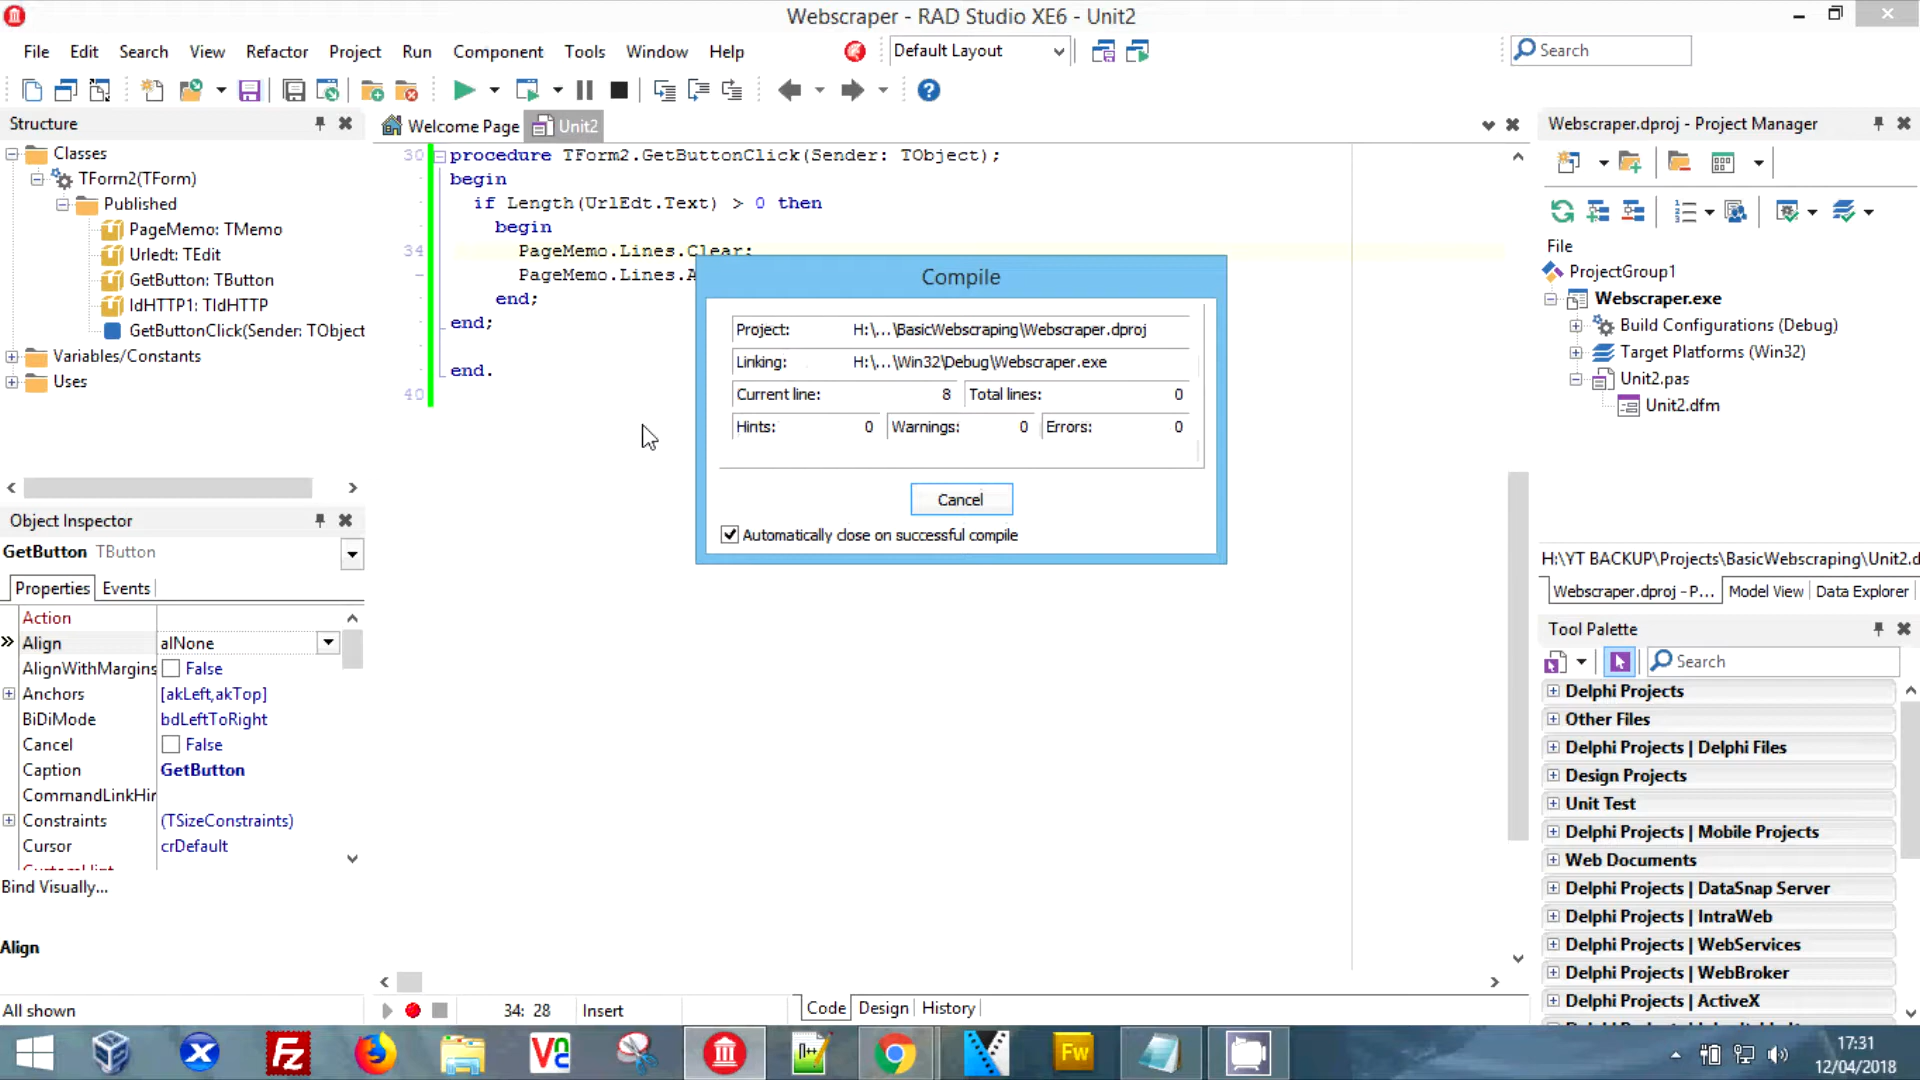 Webscraper - RAD Studio XE6 - Unit2
File Edit Search View Refactor Project Run Component Tools Window Help
Default Layout
Search
Structure
Classes
TForm2(TForm)
Published
PageMemo: TMemo
Urledt: TEdit
GetButton: TButton
IdHTTP1: TIdHTTP
GetButtonClick(Sender: TObject
Variables/Constants
Uses
Object Inspector
GetButton TButton
Properties Events
Action
Align alNone
AlignWithMargins False
Anchors [akLeft,akTop]
BiDiMode bdLeftToRight
Cancel False
Caption GetButton
CommandLinkHir
Constraints (TSizeConstraints)
Cursor crDefault
Bind Visually...
Align
All shown
Welcome Page Unit2
30 procedure TForm2.GetButtonClick(Sender: TObject);
begin
if Length(UrlEdt.Text) > 0 then
begin
34 PageMemo.Lines.Clear;
PageMemo.Lines.A
end;
end;
end.
40
Compile
Project: H:\...\BasicWebscraping\Webscraper.dproj
Linking: H:\...\Win32\Debug\Webscraper.exe
Current line: 8 Total lines: 0
Hints: 0 Warnings: 0 Errors: 0
Cancel
Automatically close on successful compile
34: 28 Insert
Code Design History
Webscraper.dproj - Project Manager
File
ProjectGroup1
Webscraper.exe
Build Configurations (Debug)
Target Platforms (Win32)
Unit2.pas
Unit2.dfm
H:\YT BACKUP\Projects\BasicWebscraping\Unit2.d
Webscraper.dproj - P... Model View Data Explorer
Tool Palette
Search
Delphi Projects
Other Files
Delphi Projects | Delphi Files
Design Projects
Unit Test
Delphi Projects | Mobile Projects
Web Documents
Delphi Projects | DataSnap Server
Delphi Projects | IntraWeb
Delphi Projects | WebServices
Delphi Projects | WebBroker
Delphi Projects | ActiveX
Fz
n++
Fw
17:31
12/04/2018